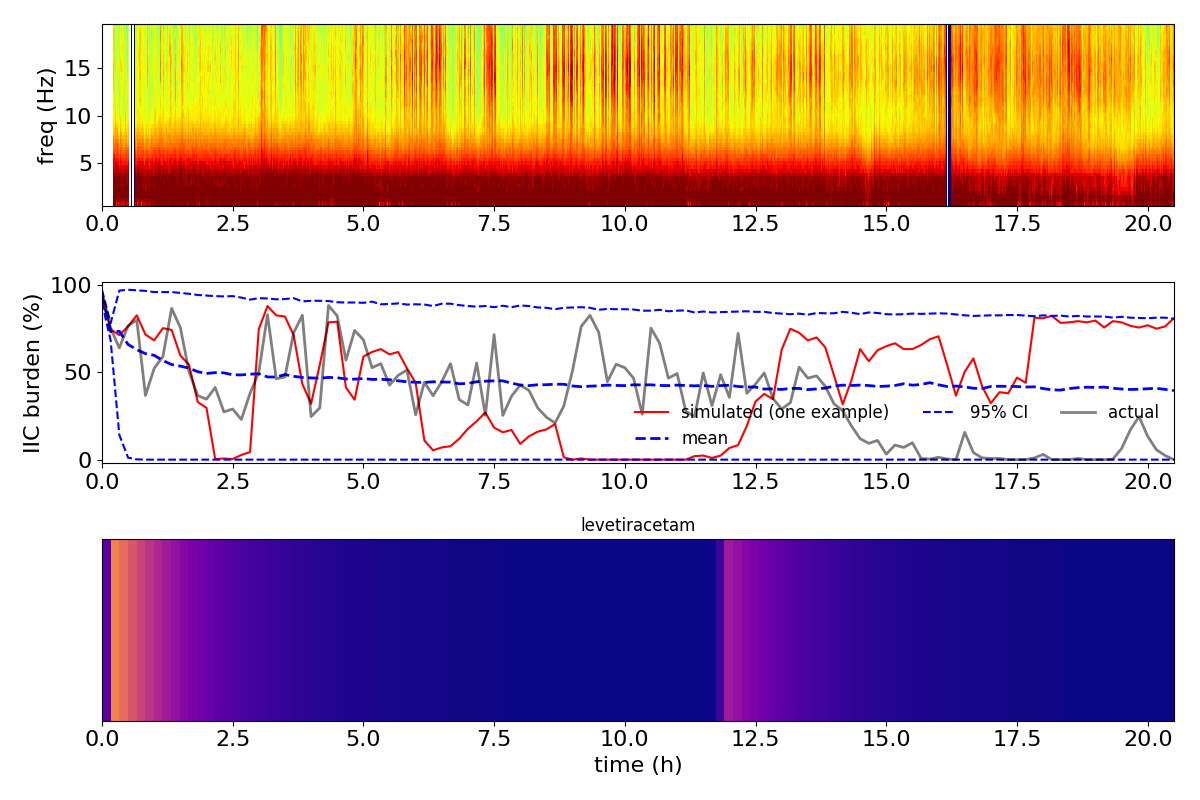 15
10
5
freq (Hz)
0.0 2.5 5.0 7.5 10.0 12.5 15.0 17.5 20.0
100
50
0
IIC burden (%)
simulated (one example) 95% CI actual
mean
0.0 2.5 5.0 7.5 10.0 12.5 15.0 17.5 20.0
levetiracetam
0.0 2.5 5.0 7.5 10.0 12.5 15.0 17.5 20.0
time (h)